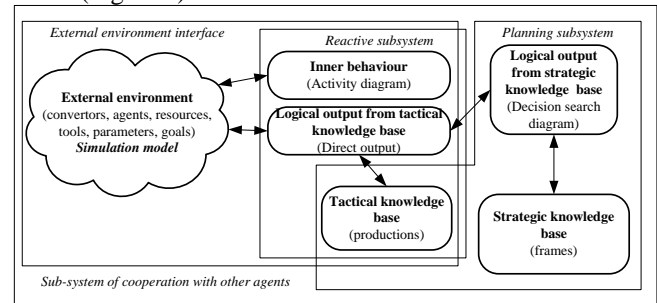 External environment interface
Reactive subsystem
Planning subsystem
Inner behaviour
(Activity diagram)
External environment
(convertors, agents, resources,
tools, parameters, goals)
Simulation model
Logical output from tactical
knowledge base
(Direct output)
Logical output
from strategic
knowledge base
(Decision search
diagram)
Tactical knowledge
base
(productions)
Strategic knowledge
base
(frames)
Sub-system of cooperation with other agents